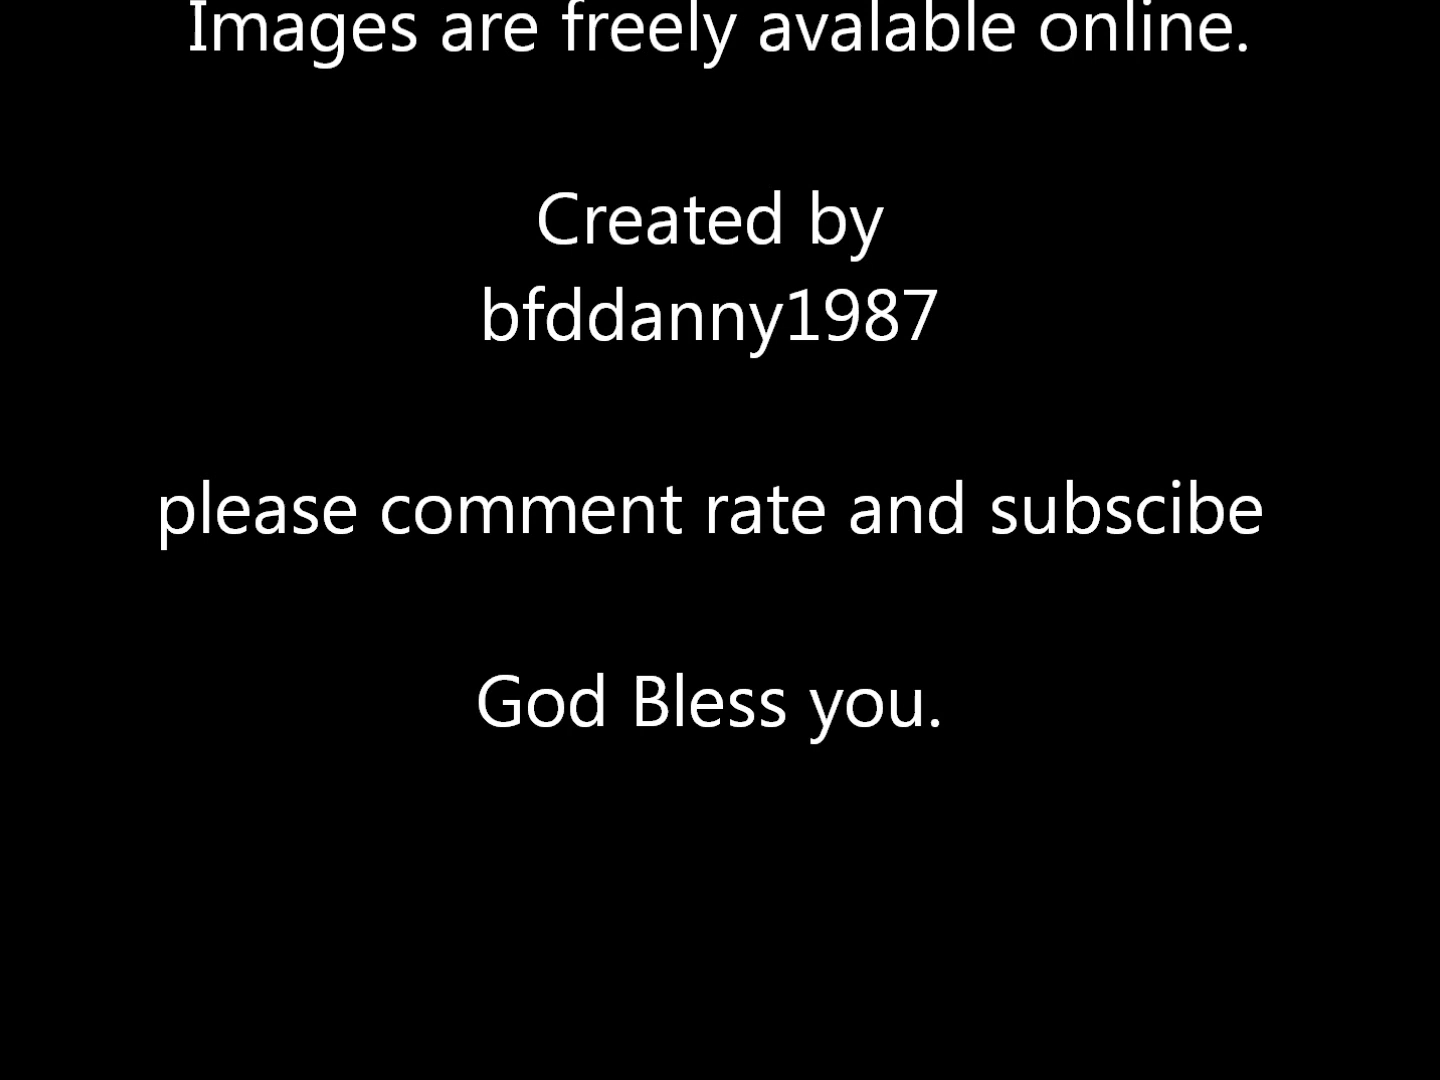 Images are freely avalable online.
Created by
bfddanny1987
please comment rate and subscibe
God Bless you.